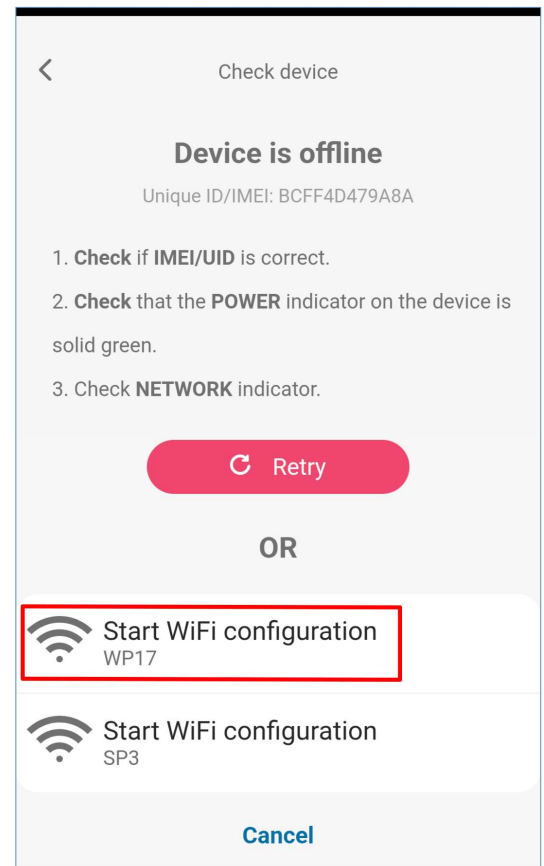 Check device
Device is offline
Unique ID/IMEI: BCFF4D479A8A
1. Check if IMEI/UID is correct.
2. Check that the POWER indicator on the device is
solid green.
3. Check NETWORK indicator.
Retry
OR
Start WiFi configuration
WP17
Start WiFi configuration
SP3
Cancel